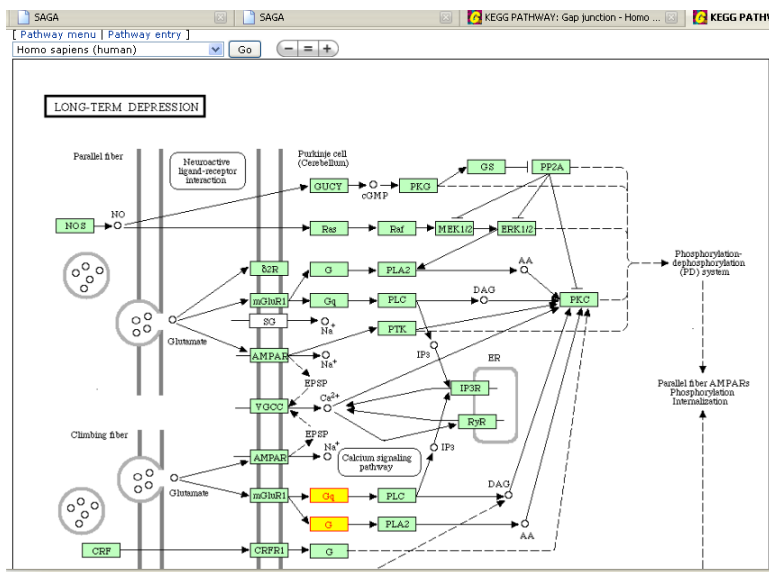 SAGA
SAGA
KEGG PATHWAY: Gap junction - Homo ...
KEGG PATH
[ Pathway menu | Pathway entry ]
Homo sapiens (human)
Go
− = +
LONG-TERM DEPRESSION
Parallel fiber
Neuroactive
ligand-receptor
interaction
Purkinje cell
(Cerebellum)
GS
PP2A
GUCY
cGMP
PKG
NO
NOS
Ras
Raf
MEK1/2
ERK1/2
Phosphorylation-
dephosphorylation
(PD) system
δ2R
G
PLA2
AA
mGluR1
Gq
PLC
DAG
PKC
SG
Na+
Glutamate
PTK
AMPAR
Na+
IP3
ER
EPSP
IP3R
Parallel fiber AMPARs
Phosphorylation
Internalization
VGCC
Ca2+
RyR
Climbing fiber
EPSP
Na+
IP3
AMPAR
Calcium signaling
pathway
Glutamate
mGluR1
Gq
PLC
DAG
G
PLA2
AA
CRF
CRFR1
G